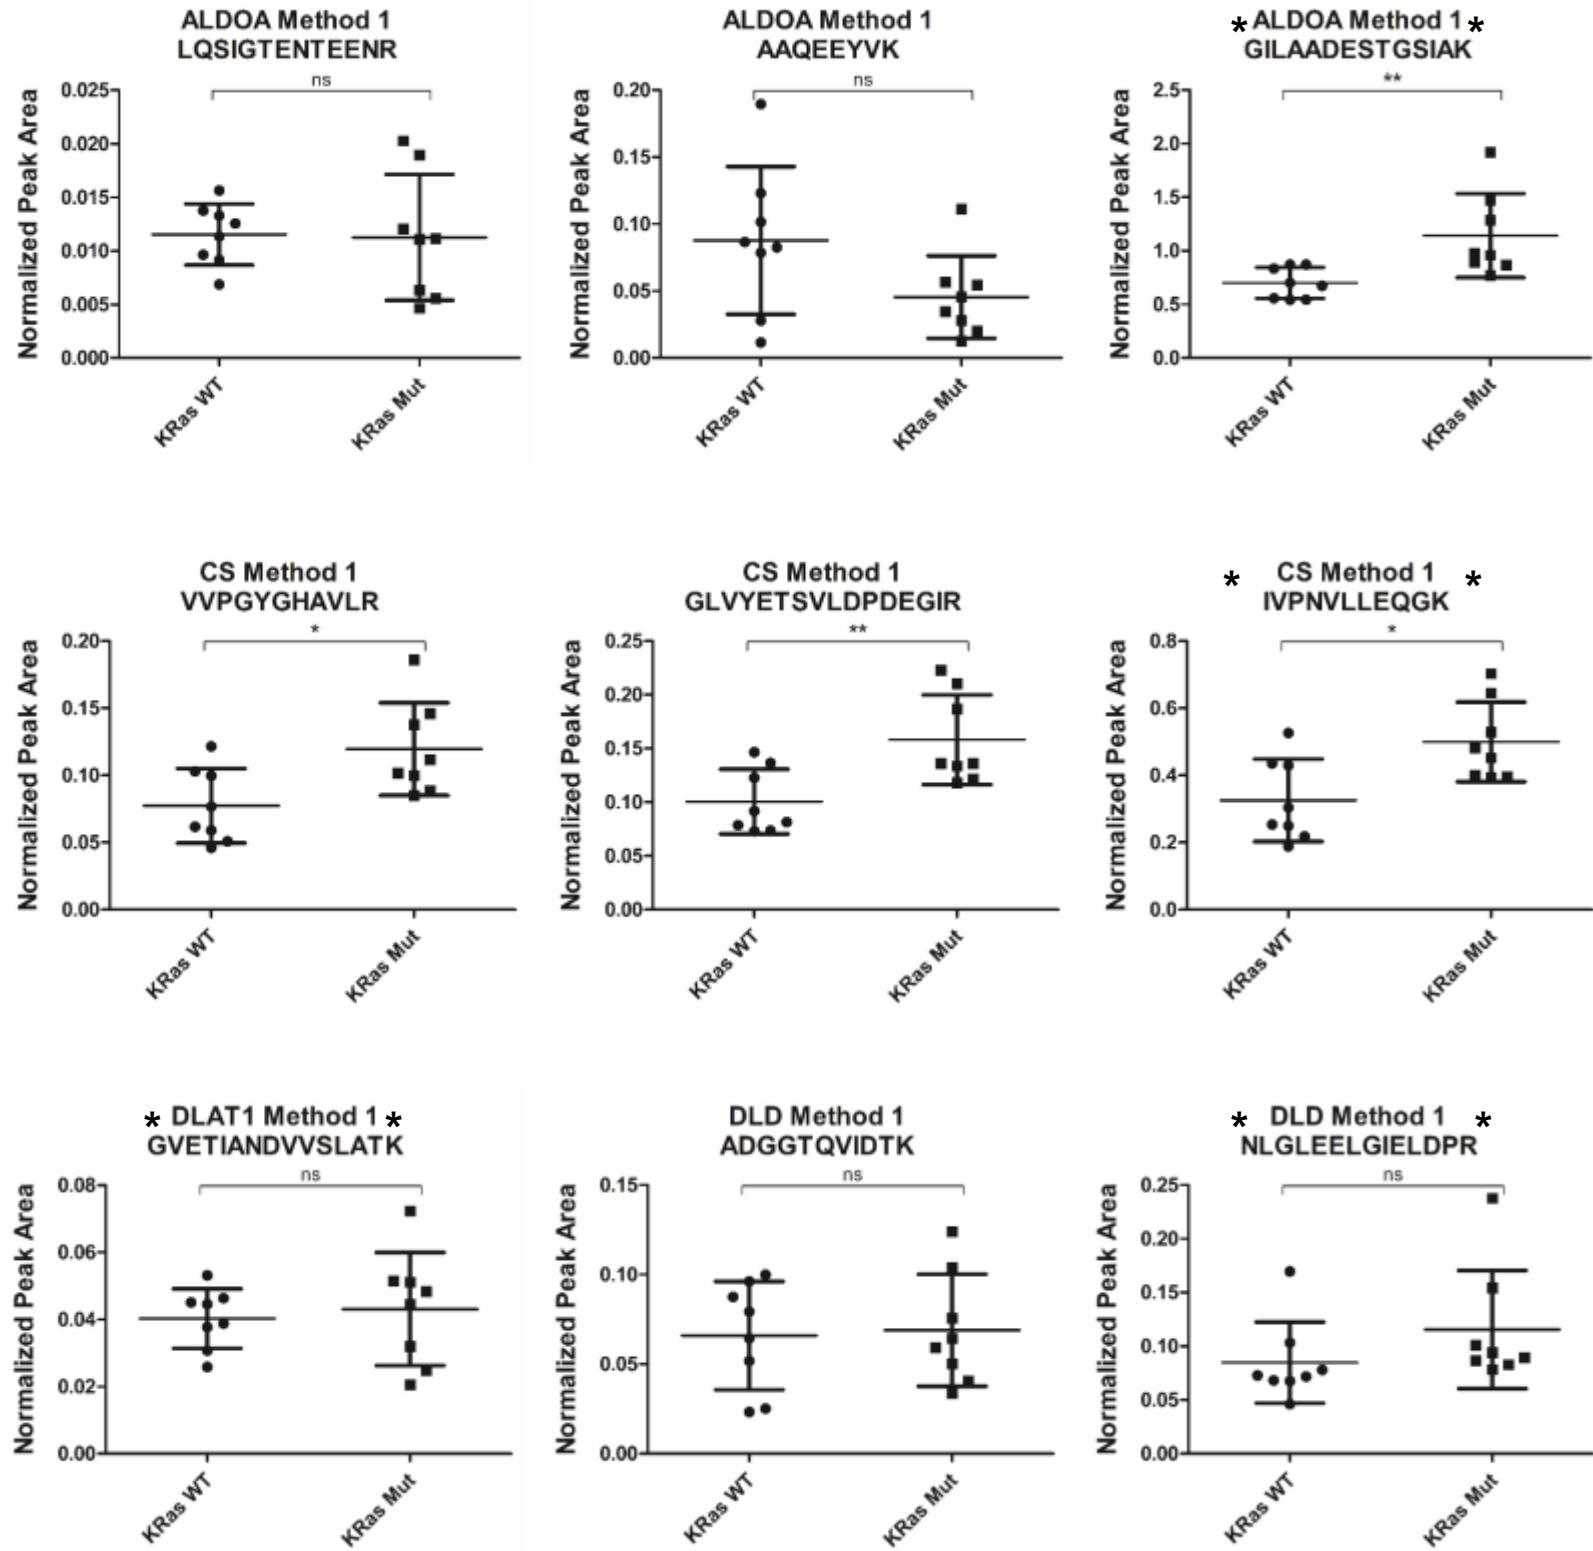 ALDOA Method 1
LQSIGTENTEENR
ns
Normalized Peak Area
0.025
0.020
0.015
0.010
0.005
0.000
KRas WT
KRas Mut
ALDOA Method 1
AAQEEYVK
ns
Normalized Peak Area
0.20
0.15
0.10
0.05
0.00
KRas WT
KRas Mut
* ALDOA Method 1 *
GILAADESTGSIAK
**
Normalized Peak Area
2.5
2.0
1.5
1.0
0.5
0.0
KRas WT
KRas Mut
CS Method 1
VVPGYGHAVLR
*
Normalized Peak Area
0.20
0.15
0.10
0.05
0.00
KRas WT
KRas Mut
CS Method 1
GLVYETSVLDPDEGIR
**
Normalized Peak Area
0.25
0.20
0.15
0.10
0.05
0.00
KRas WT
KRas Mut
* CS Method 1 *
IVPNVLLEQGK
*
Normalized Peak Area
0.8
0.6
0.4
0.2
0.0
KRas WT
KRas Mut
* DLAT1 Method 1 *
GVETIANDVVSLATK
ns
Normalized Peak Area
0.08
0.06
0.04
0.02
0.00
KRas WT
KRas Mut
DLD Method 1
ADGGTQVIDTK
ns
Normalized Peak Area
0.15
0.10
0.05
0.00
KRas WT
KRas Mut
* DLD Method 1 *
NLGLEELGIELDPR
ns
Normalized Peak Area
0.25
0.20
0.15
0.10
0.05
0.00
KRas WT
KRas Mut